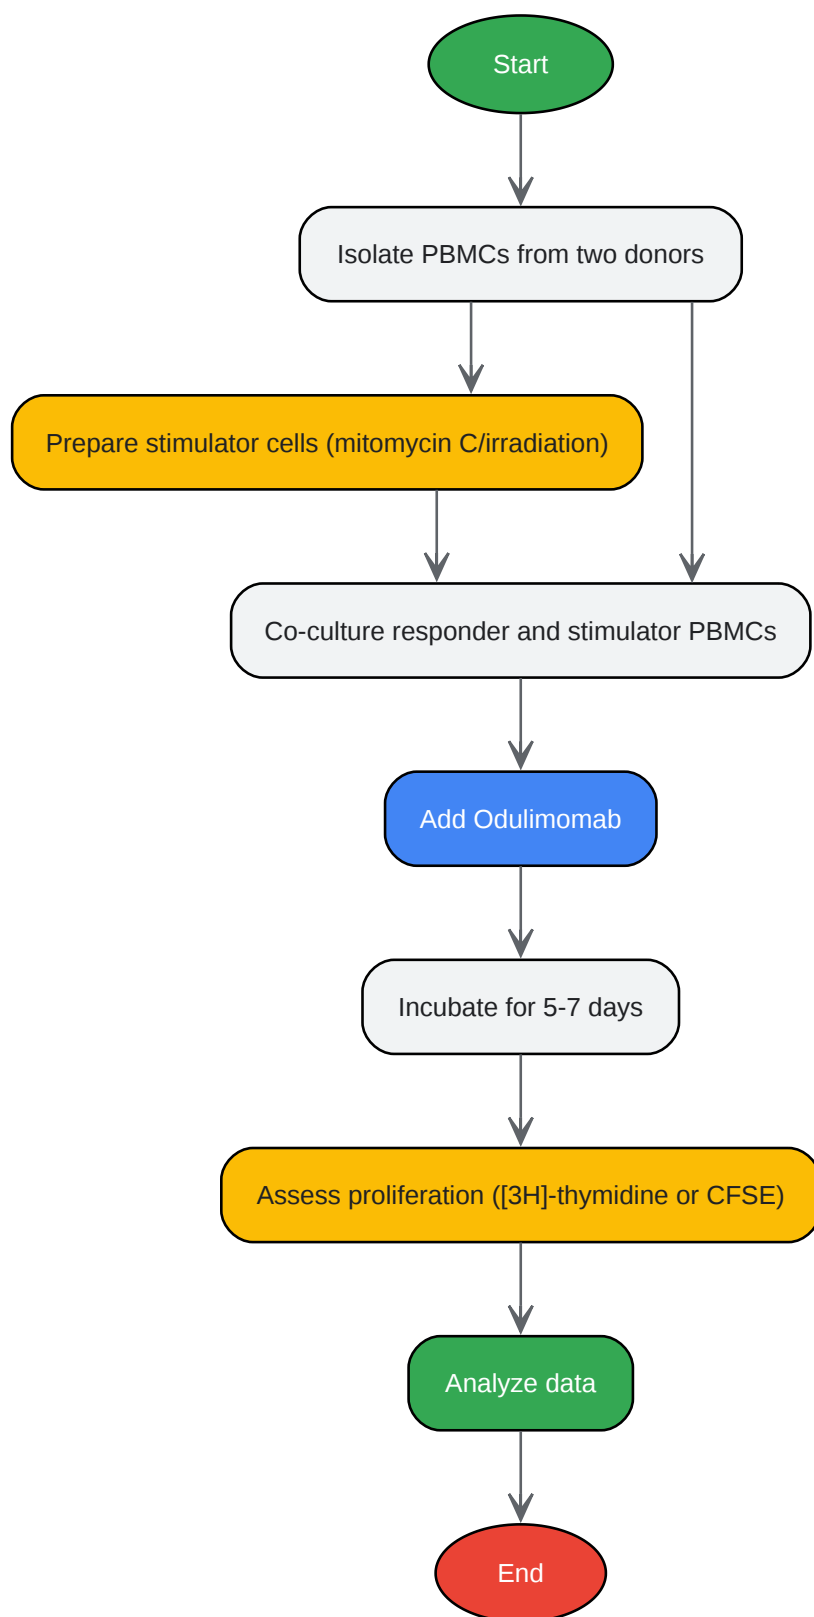 Start
Isolate PBMCs from two donors
Prepare stimulator cells (mitomycin C/irradiation)
Co-culture responder and stimulator PBMCs
Add Odulimomab
Incubate for 5-7 days
Assess proliferation ([3H]-thymidine or CFSE)
Analyze data
End